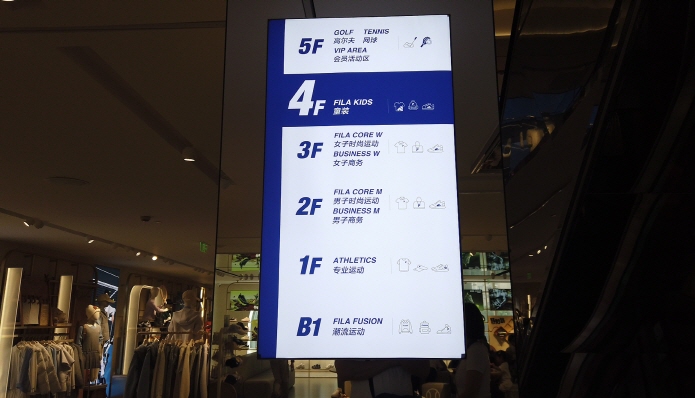 5F
GOLF TENNIS
高尔夫 网球
VIP AREA
会员活动区
4F
FILA KIDS
童装
3F
FILA CORE W
女子时尚运动
BUSINESS W
女子商务
2F
FILA CORE M
男子时尚运动
BUSINESS M
男子商务
1F
ATHLETICS
专业运动
B1
FILA FUSION
潮流运动